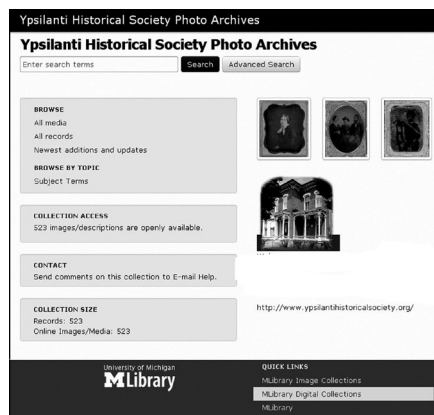 Ypsilanti Historical Society Photo Archives
Ypsilanti Historical Society Photo Archives
Enter search terms
Search
Advanced Search
BROWSE
All media
All records
Newest additions and updates
BROWSE BY TOPIC
Subject Terms
COLLECTION ACCESS
523 images/descriptions are openly available.
CONTACT
Send comments on this collection to E-mail Help.
COLLECTION SIZE
Records: 523
Online Images/Media: 523
http://www.ypsilantihistoricalsociety.org/
University of Michigan
MLibrary
QUICK LINKS
MLibrary Image Collections
MLibrary Digital Collections
MLibrary